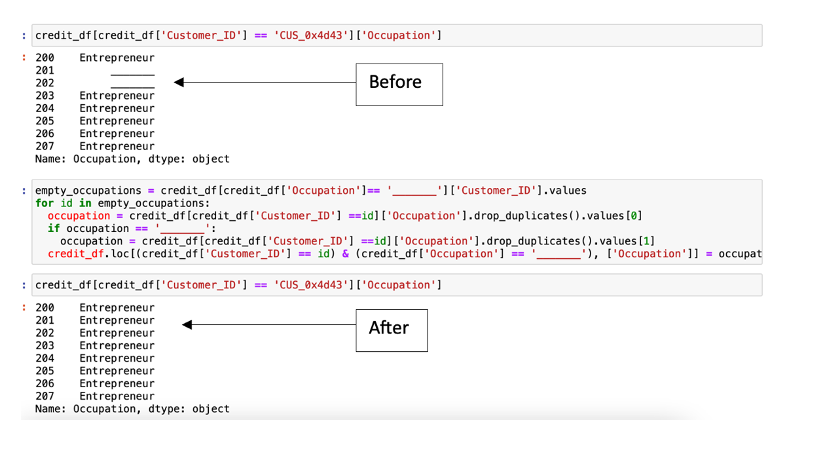 : credit_df[credit_df['Customer_ID'] == 'CUS_0x4d43']['Occupation']
: 200 Entrepreneur
201 _______
202 _______
Before
203 Entrepreneur
204 Entrepreneur
205 Entrepreneur
206 Entrepreneur
207 Entrepreneur
Name: Occupation, dtype: object
: empty_occupations = credit_df[credit_df['Occupation']== '_______']['Customer_ID'].values
for id in empty_occupations:
occupation = credit_df[credit_df['Customer_ID'] ==id]['Occupation'].drop_duplicates().values[0]
if occupation == '_______':
occupation = credit_df[credit_df['Customer_ID'] ==id]['Occupation'].drop_duplicates().values[1]
credit_df.loc[(credit_df['Customer_ID'] == id) & (credit_df['Occupation'] == '_______'), ['Occupation']] = occupat
: credit_df[credit_df['Customer_ID'] == 'CUS_0x4d43']['Occupation']
: 200 Entrepreneur
201 Entrepreneur
202 Entrepreneur
After
203 Entrepreneur
204 Entrepreneur
205 Entrepreneur
206 Entrepreneur
207 Entrepreneur
Name: Occupation, dtype: object